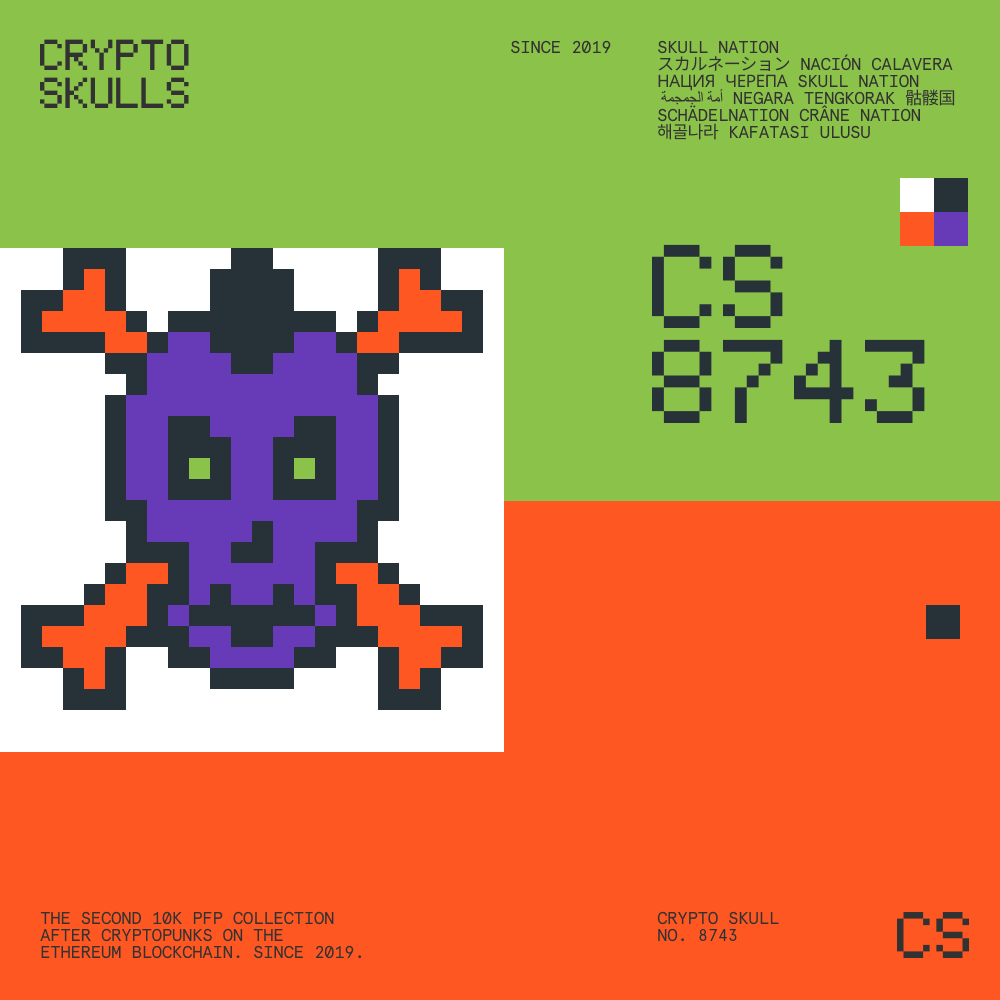 CRYPTO
SKULLS
SINCE 2019
SKULL NATION
スカルネーション NACIÓN CALAVERA
НАЦИЯ ЧЕРЕПА SKULL NATION
أمة الجمجمة NEGARA TENGKORAK 骷髅国
SCHÄDELNATION CRÂNE NATION
해골나라 KAFATASI ULUSU
CS
8743
THE SECOND 10K PFP COLLECTION
AFTER CRYPTOPUNKS ON THE
ETHEREUM BLOCKCHAIN. SINCE 2019.
CRYPTO SKULL
NO. 8743
CS